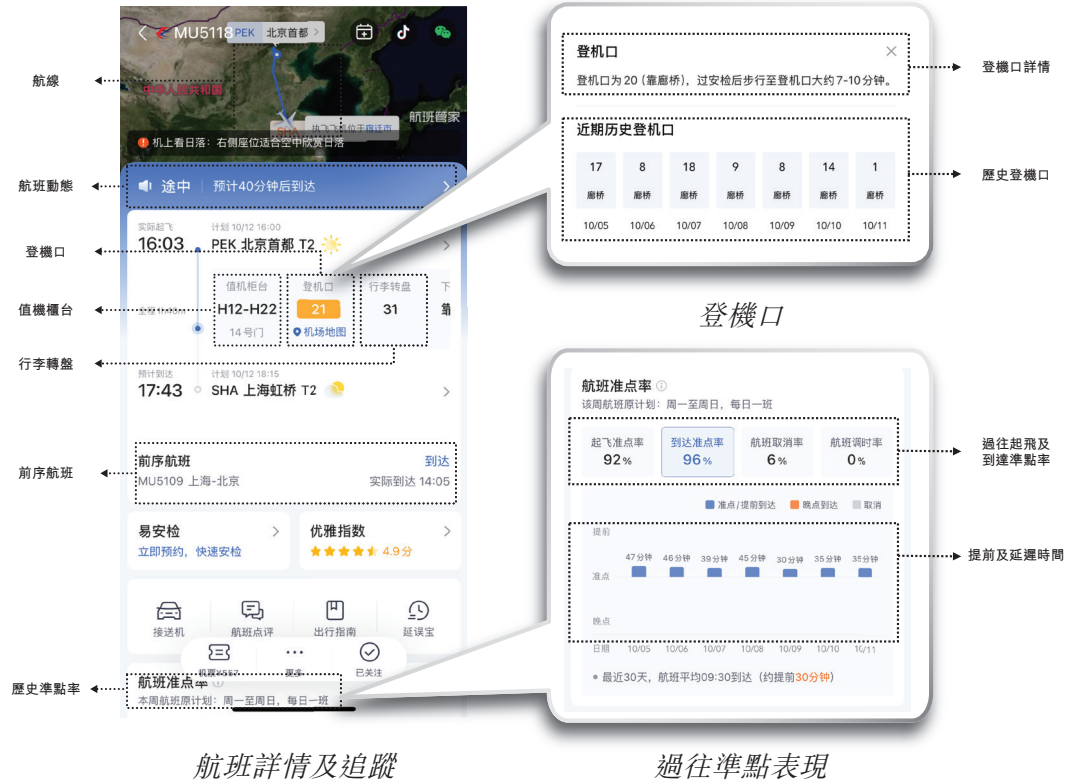 MU5118
PEK 北京首都 >
中华人民共和国
航班管家
SHA
执飞飞机位于宿迁市
机上看日落：右侧座位适合空中欣赏日落
途中 | 预计40分钟后到达
实际起飞 计划 10/12 16:00
16:03 PEK 北京首都 T2
值机柜台 登机口 行李转盘 下
H12-H22 21 31
14号门 机场地图
预计到达 计划 10/12 18:15
17:43 SHA 上海虹桥 T2
前序航班 到达
MU5109 上海-北京 实际到达 14:05
易安检 优雅指数
立即预约，快速安检 4.9分
接送机 航班点评 出行指南 延误宝
机票¥557 更多 已关注
航班准点率
本周航班原计划：周一至周日，每日一班
航線
航班動態
登機口
值機櫃台
行李轉盤
前序航班
歷史準點率
航班詳情及追蹤
登机口
登机口为20 (靠廊桥)，过安检后步行至登机口大约7-10分钟。
近期历史登机口
17 8 18 9 8 14 1
廊桥 廊桥 廊桥 廊桥 廊桥 廊桥 廊桥
10/05 10/06 10/07 10/08 10/09 10/10 10/11
登機口詳情
歷史登機口
登機口
航班准点率
该周航班原计划：周一至周日，每日一班
起飞准点率 到达准点率 航班取消率 航班调时率
92% 96% 6% 0%
准点/提前到达 晚点到达 取消
提前
47分钟 46分钟 39分钟 45分钟 30分钟 35分钟 35分钟
准点
晚点
日期 10/05 10/06 10/07 10/08 10/09 10/10 10/11
最近30天，航班平均09:30到达（约提前30分钟）
過往起飛及
到達準點率
提前及延遲時間
過往準點表現